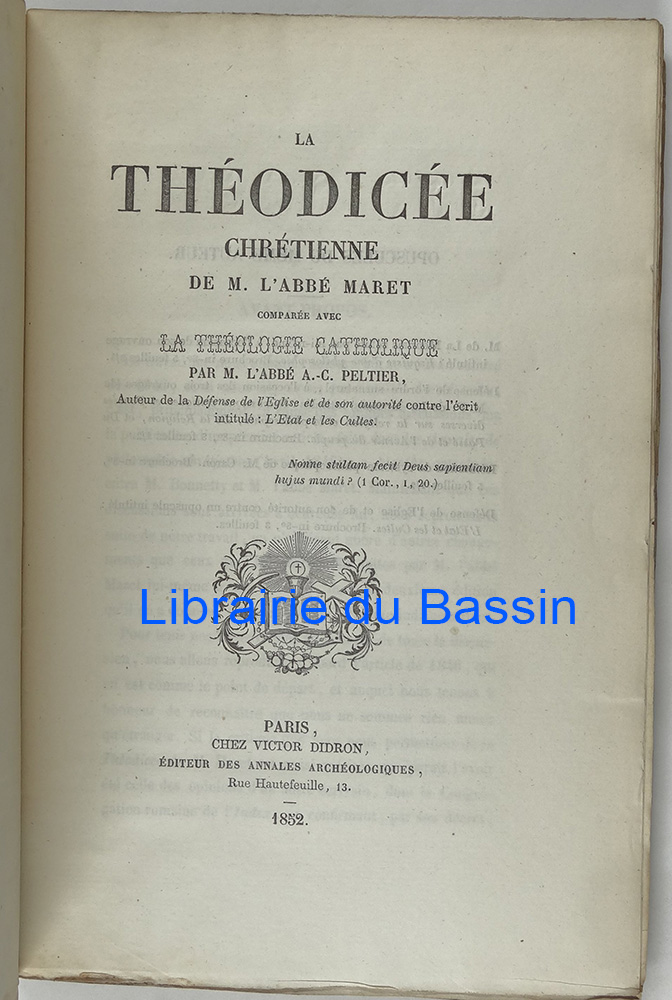 LA
THÉODICÉE
CHRÉTIENNE
DE M. L'ABBÉ MARET
COMPARÉE AVEC
LA THÉOLOGIE CATHOLIQUE
PAR M. L'ABBÉ A.-C. PELTIER,
Auteur de la Défense de l'Eglise et de son autorité contre l'écrit
intitulé : L'Etat et les Cultes.
Nonne stultam fecit Deus sapientiam
hujus mundi ? (1 Cor., 1, 20.)
Librairie du Bassin
PARIS,
CHEZ VICTOR DIDRON,
ÉDITEUR DES ANNALES ARCHÉOLOGIQUES,
Rue Hautefeuille, 13.
1852.